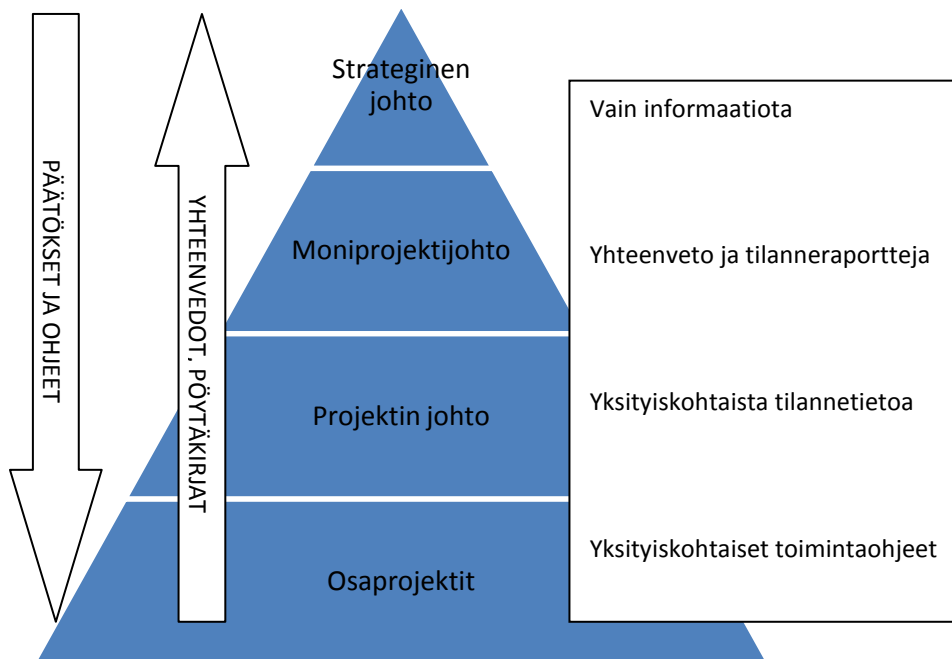 PÄÄTÖKSET JA OHJEET
YHTEENVEDOT, PÖYTÄKIRJAT
Strateginen
johto
Moniprojektijohto
Projektin johto
Osaprojektit
Vain informaatiota
Yhteenveto ja tilanneraportteja
Yksityiskohtaista tilannetietoa
Yksityiskohtaiset toimintaohjeet